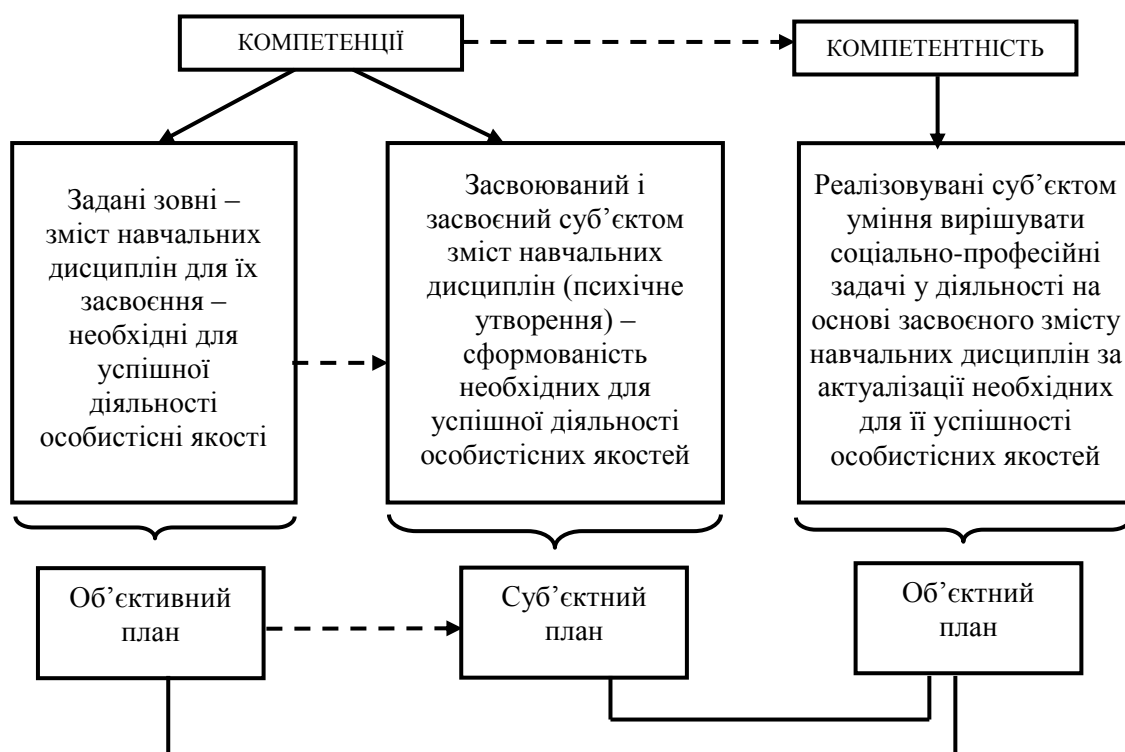 КОМПЕТЕНЦІЇ
КОМПЕТЕНТНІСТЬ
Задані зовні –
зміст навчальних
дисциплін для їх
засвоєння –
необхідні для
успішної
діяльності
особистісні якості
Засвоюваний і
засвоєний суб’єктом
зміст навчальних
дисциплін (психічне
утворення) –
сформованість
необхідних для
успішної діяльності
особистісних якостей
Реалізовувані суб’єктом
уміння вирішувати
соціально-професійні
задачі у діяльності на
основі засвоєного змісту
навчальних дисциплін за
актуалізації необхідних
для її успішності
особистісних якостей
Об’єктивний
план
Суб’єктний
план
Об’єктний
план